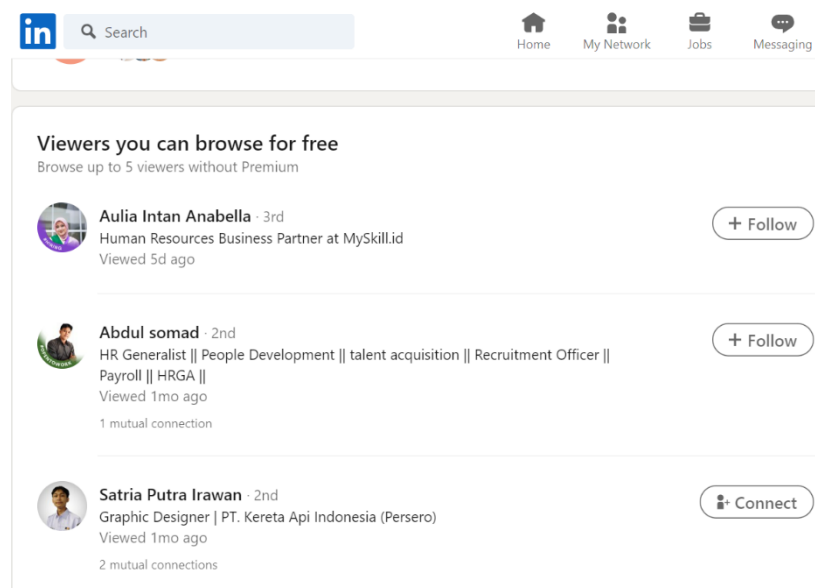 in
Search
Home
My Network
Jobs
Messaging
Viewers you can browse for free
Browse up to 5 viewers without Premium
Aulia Intan Anabella · 3rd
Human Resources Business Partner at MySkill.id
Viewed 5d ago
+ Follow
Abdul somad · 2nd
HR Generalist || People Development || talent acquisition || Recruitment Officer ||
Payroll || HRGA ||
Viewed 1mo ago
1 mutual connection
+ Follow
Satria Putra Irawan · 2nd
Graphic Designer | PT. Kereta Api Indonesia (Persero)
Viewed 1mo ago
2 mutual connections
Connect